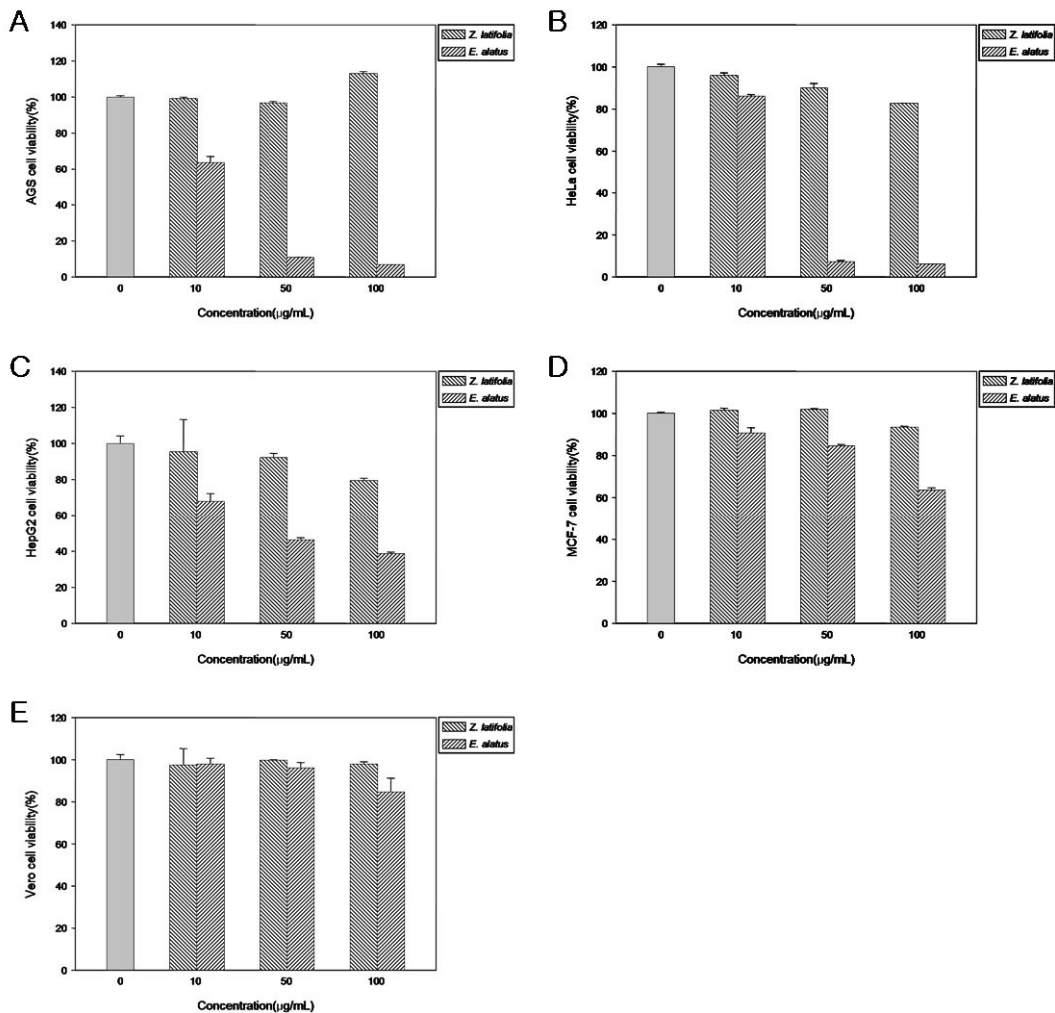 A
AGS cell viability(%)
140
120
100
80
60
40
20
0
0 10 50 100
Concentration(μg/mL)
Z. latifolia
E. alatus
B
HeLa cell viability(%)
120
100
80
60
40
20
0
0 10 50 100
Concentration(μg/mL)
Z. latifolia
E. alatus
C
HepG2 cell viability(%)
140
120
100
80
60
40
20
0
0 10 50 100
Concentration(μg/mL)
Z. latifolia
E. alatus
D
MCF-7 cell viability(%)
120
100
80
60
40
20
0
0 10 50 100
Concentration(μg/mL)
Z. latifolia
E. alatus
E
Vero cell viability(%)
120
100
80
60
40
20
0
0 10 50 100
Concentration(μg/mL)
Z. latifolia
E. alatus